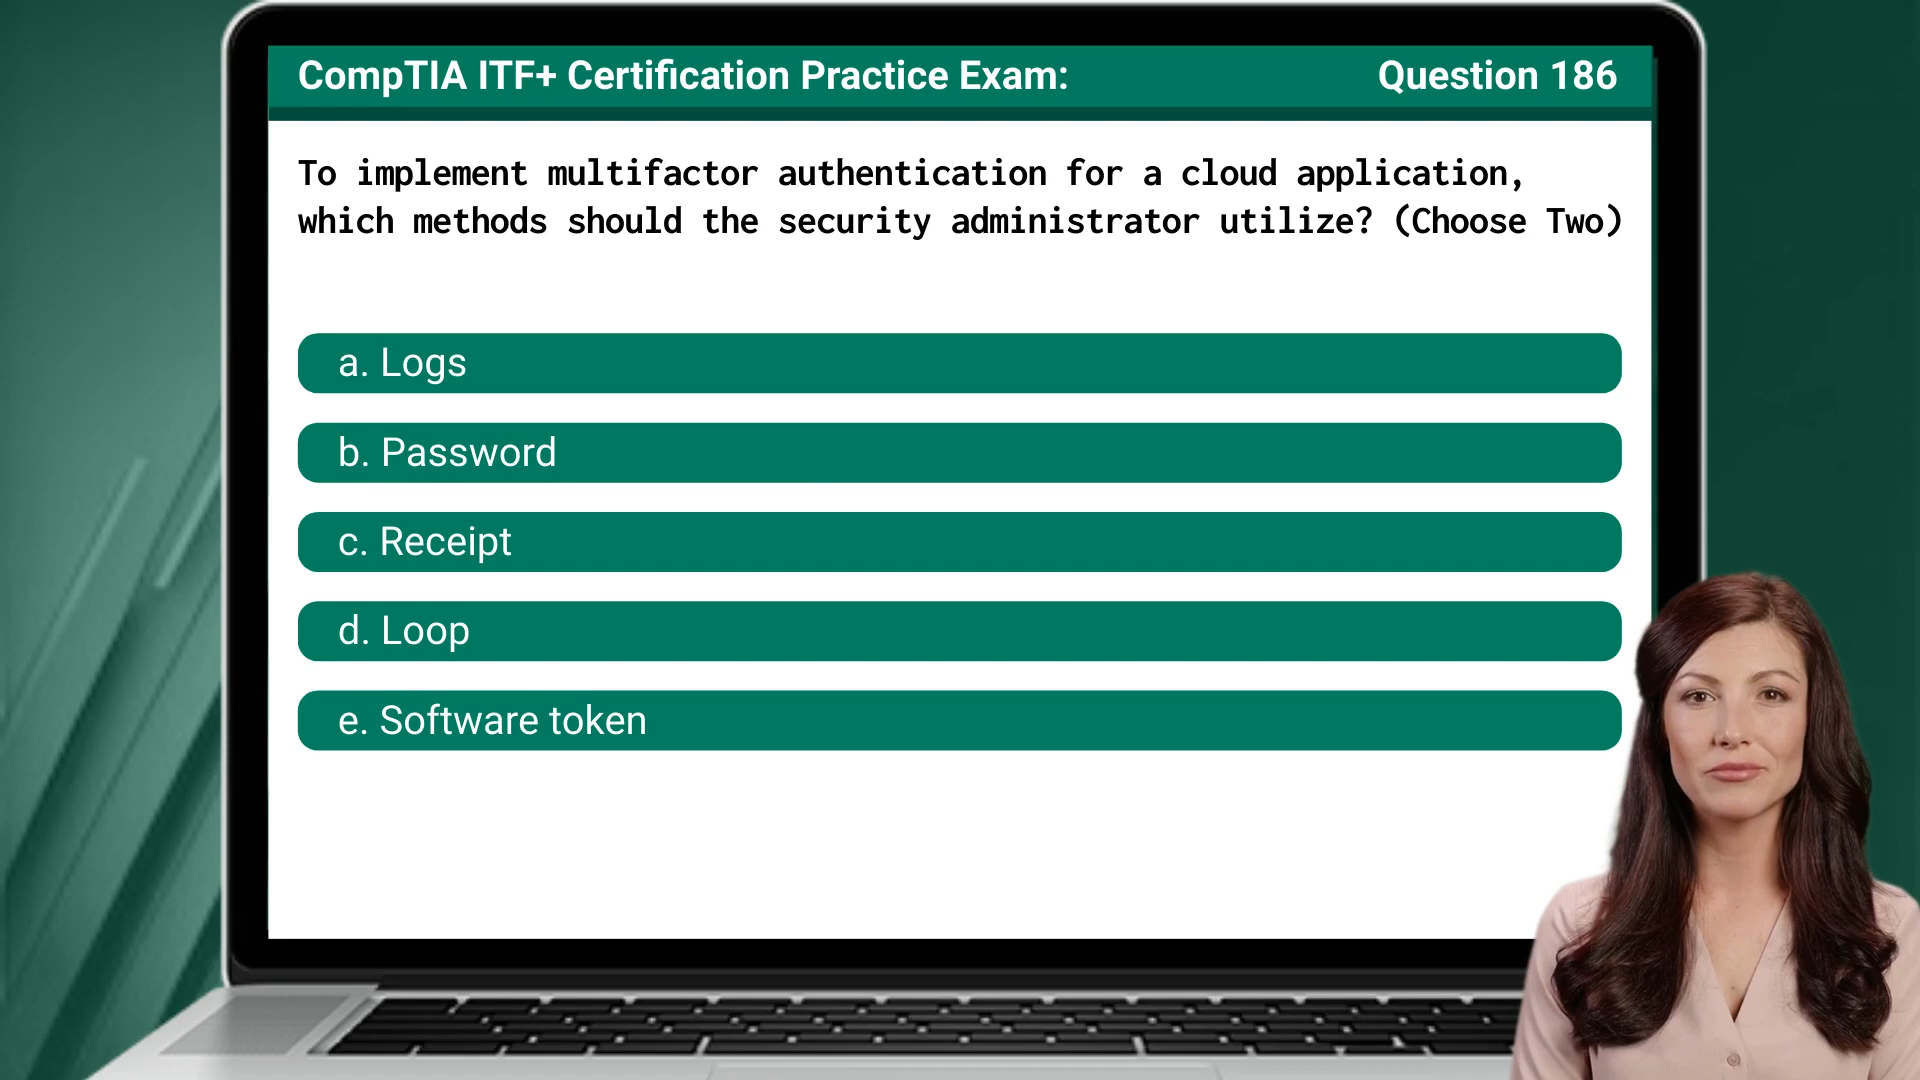 CompTIA ITF+ Certification Practice Exam:
Question 186
To implement multifactor authentication for a cloud application,
which methods should the security administrator utilize? (Choose Two)
a. Logs
b. Password
c. Receipt
d. Loop
e. Software token